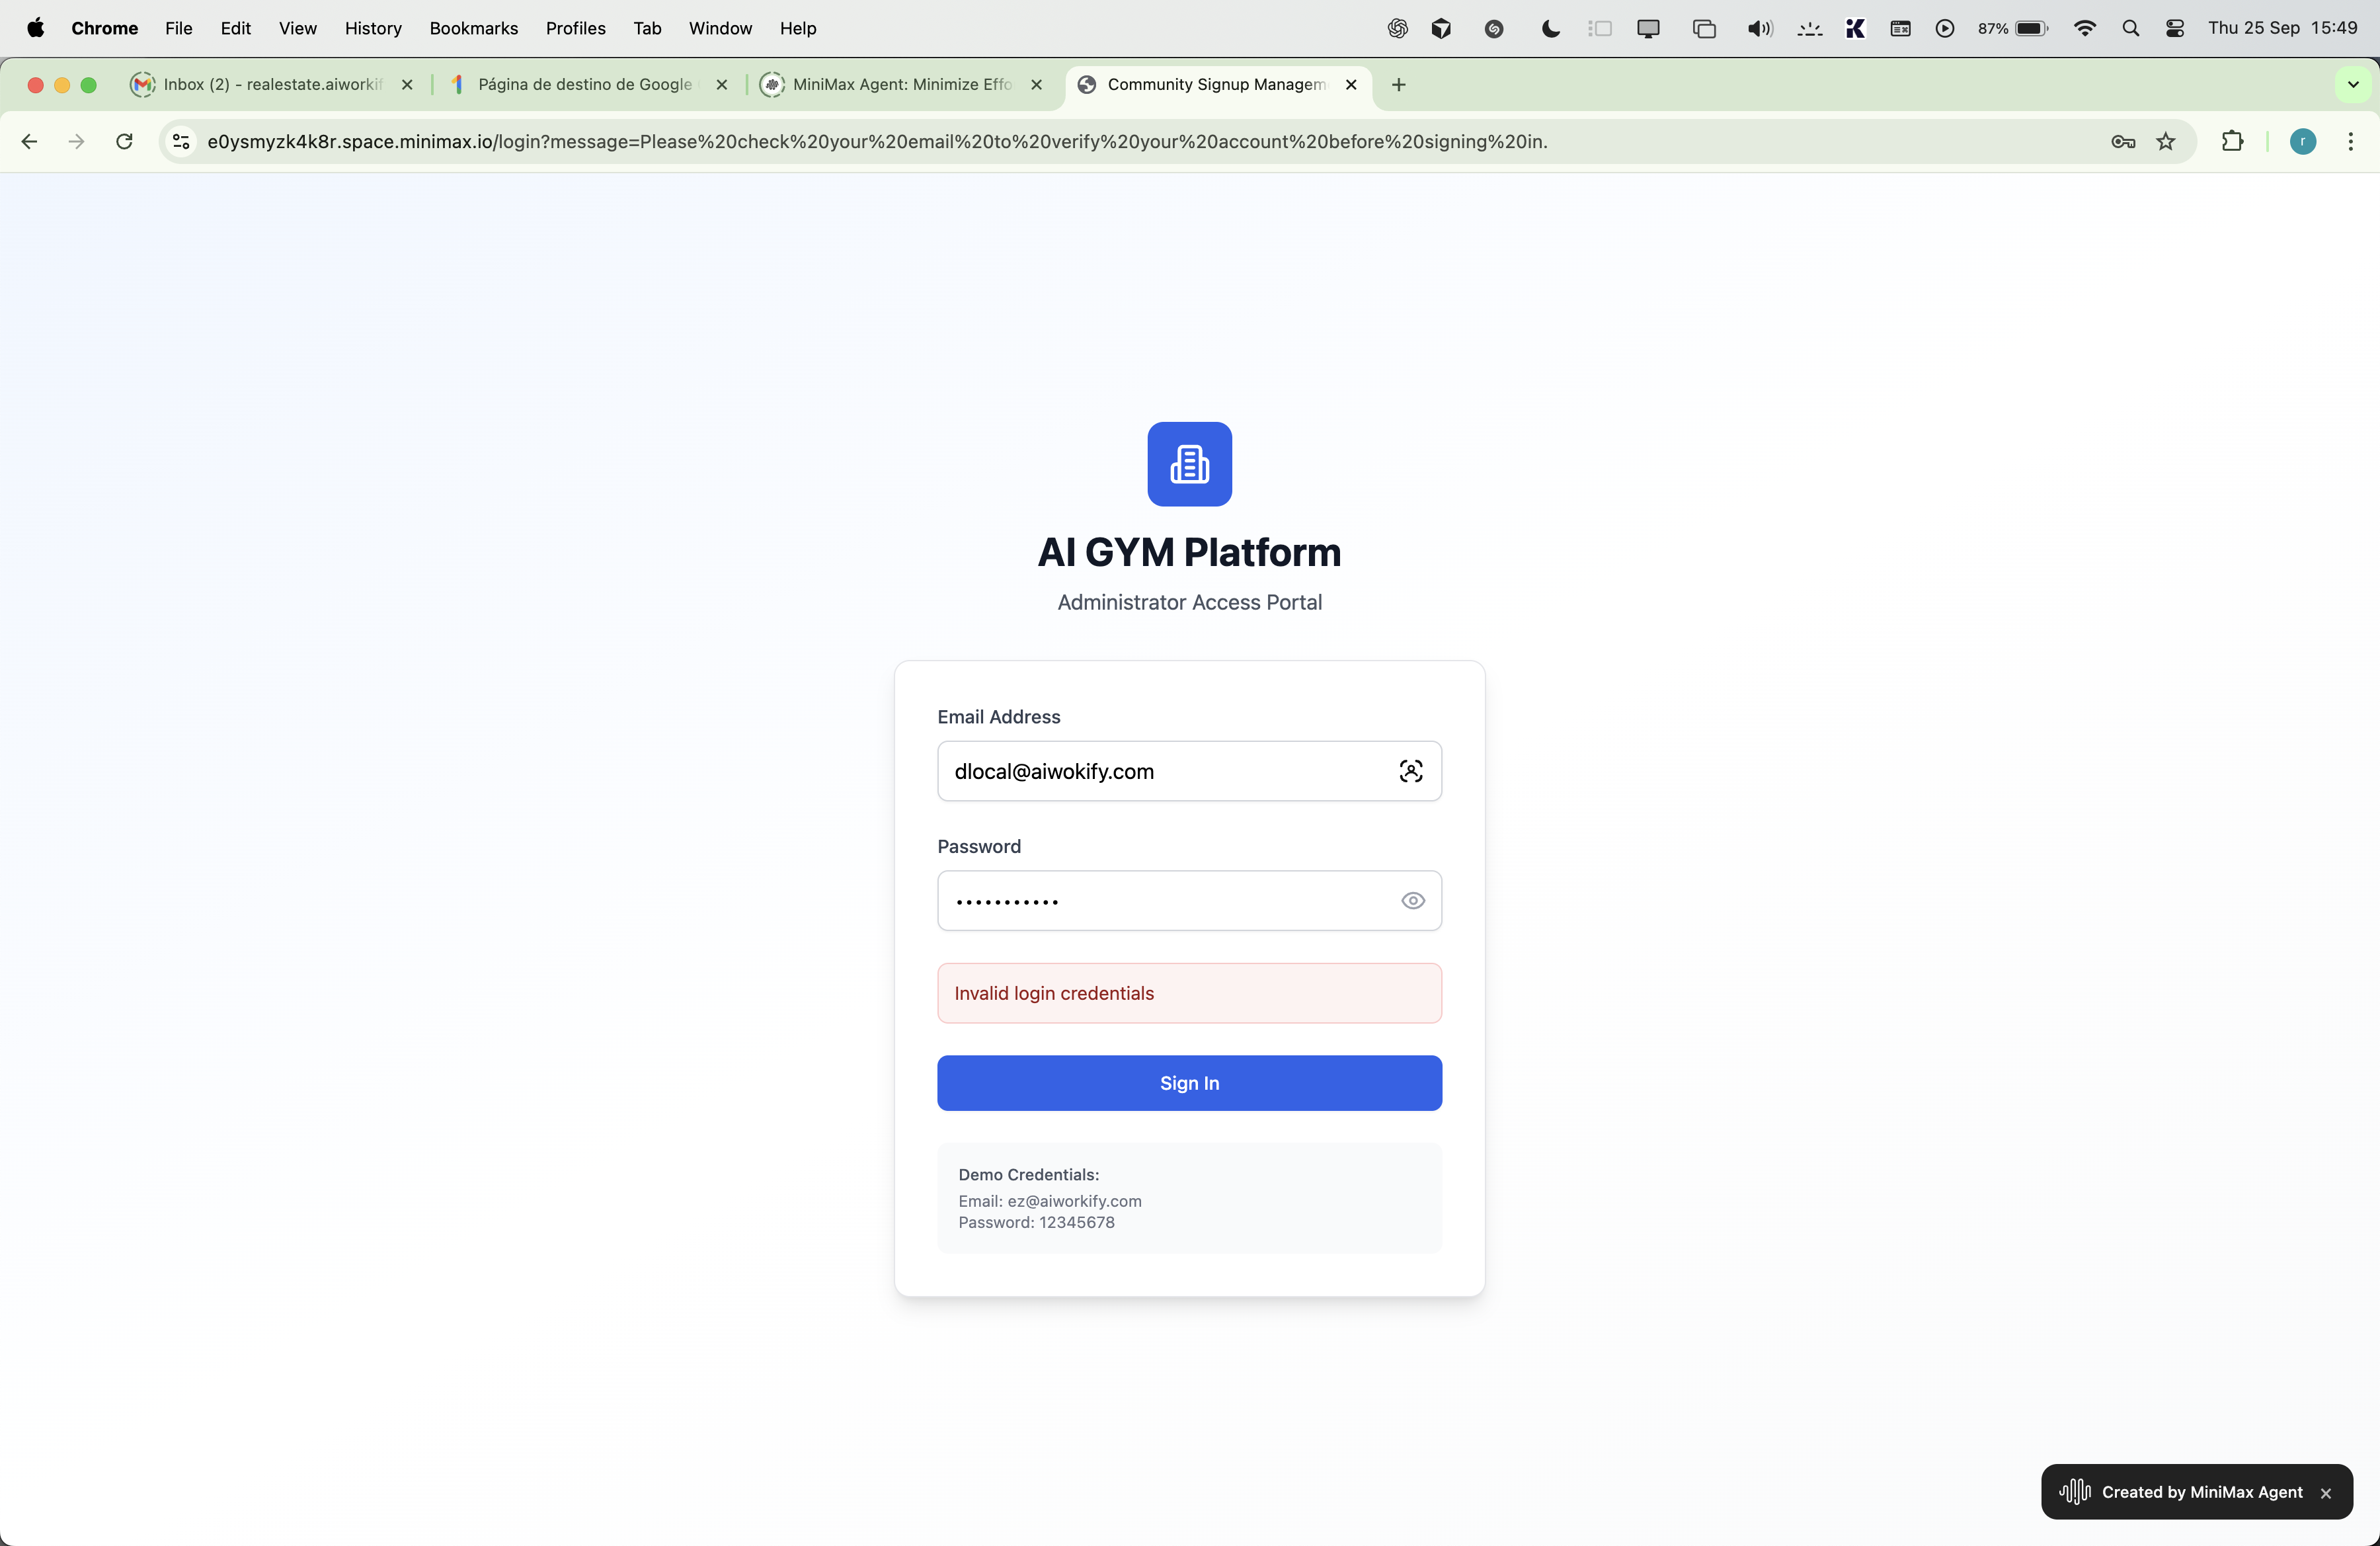 Chrome File Edit View History Bookmarks Profiles Tab Window Help 87% Thu 25 Sep 15:49
Inbox (2) - realestate.aiworkif
Página de destino de Google
MiniMax Agent: Minimize Effo
Community Signup Managem
e0ysmyzk4k8r.space.minimax.io/login?message=Please%20check%20your%20email%20to%20verify%20your%20account%20before%20signing%20in.
r
AI GYM Platform
Administrator Access Portal
Email Address
dlocal@aiwokify.com
Password
•••••••••••
Invalid login credentials
Sign In
Demo Credentials:
Email: ez@aiworkify.com
Password: 12345678
Created by MiniMax Agent